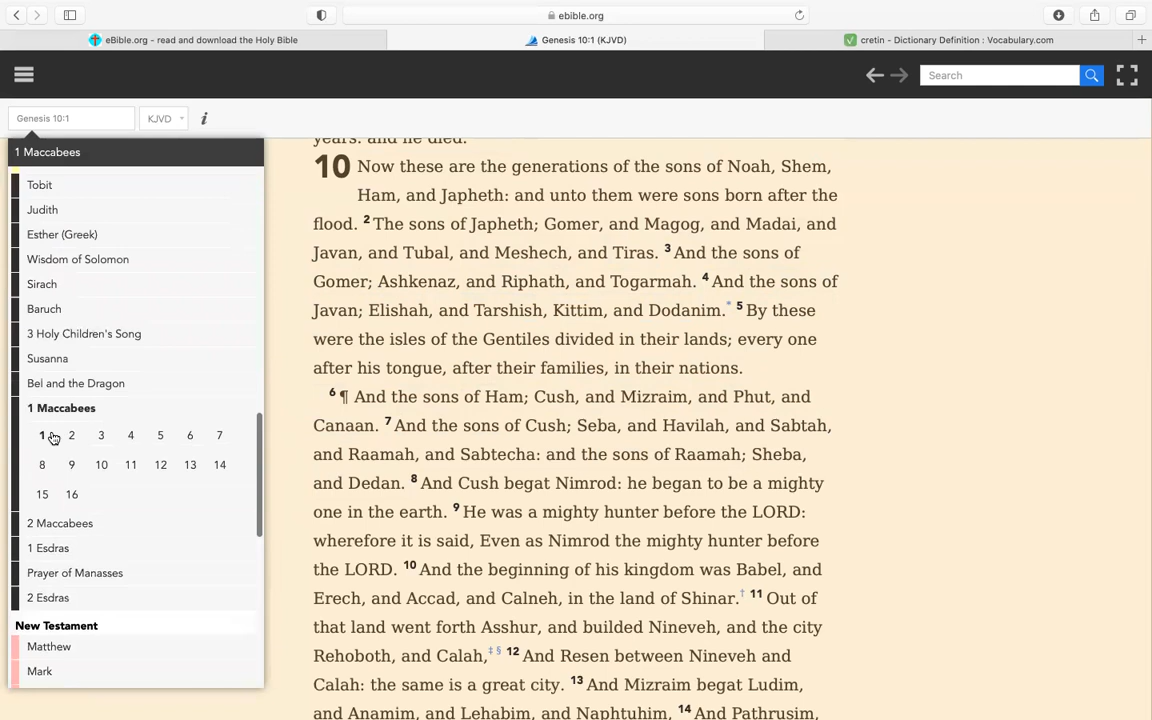 ebible.org
eBible.org - read and download the Holy Bible
Genesis 10:1 (KJVD)
cretin - Dictionary Definition : Vocabulary.com
Search
Genesis 10:1
KJVD
i
1 Maccabees
Tobit
Judith
Esther (Greek)
Wisdom of Solomon
Sirach
Baruch
3 Holy Children's Song
Susanna
Bel and the Dragon
1 Maccabees
1 2 3 4 5 6 7
8 9 10 11 12 13 14
15 16
2 Maccabees
1 Esdras
Prayer of Manasses
2 Esdras
New Testament
Matthew
Mark
years: and he died.
10 Now these are the generations of the sons of Noah, Shem,
Ham, and Japheth: and unto them were sons born after the
flood. 2 The sons of Japheth; Gomer, and Magog, and Madai, and
Javan, and Tubal, and Meshech, and Tiras. 3 And the sons of
Gomer; Ashkenaz, and Riphath, and Togarmah. 4 And the sons of
Javan; Elishah, and Tarshish, Kittim, and Dodanim.* 5 By these
were the isles of the Gentiles divided in their lands; every one
after his tongue, after their families, in their nations.
6 ¶ And the sons of Ham; Cush, and Mizraim, and Phut, and
Canaan. 7 And the sons of Cush; Seba, and Havilah, and Sabtah,
and Raamah, and Sabtecha: and the sons of Raamah; Sheba,
and Dedan. 8 And Cush begat Nimrod: he began to be a mighty
one in the earth. 9 He was a mighty hunter before the LORD:
wherefore it is said, Even as Nimrod the mighty hunter before
the LORD. 10 And the beginning of his kingdom was Babel, and
Erech, and Accad, and Calneh, in the land of Shinar.† 11 Out of
that land went forth Asshur, and builded Nineveh, and the city
Rehoboth, and Calah,‡ § 12 And Resen between Nineveh and
Calah: the same is a great city. 13 And Mizraim begat Ludim,
and Anamim, and Lehabim, and Naphtuhim, 14 And Pathrusim,